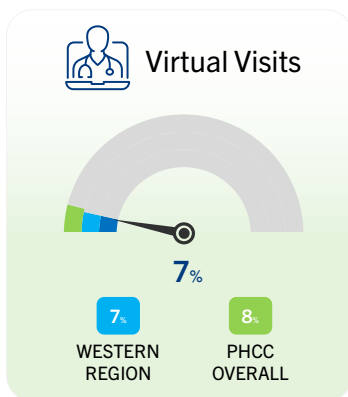 Virtual Visits
7%
7%
8%
WESTERN
REGION
PHCC
OVERALL